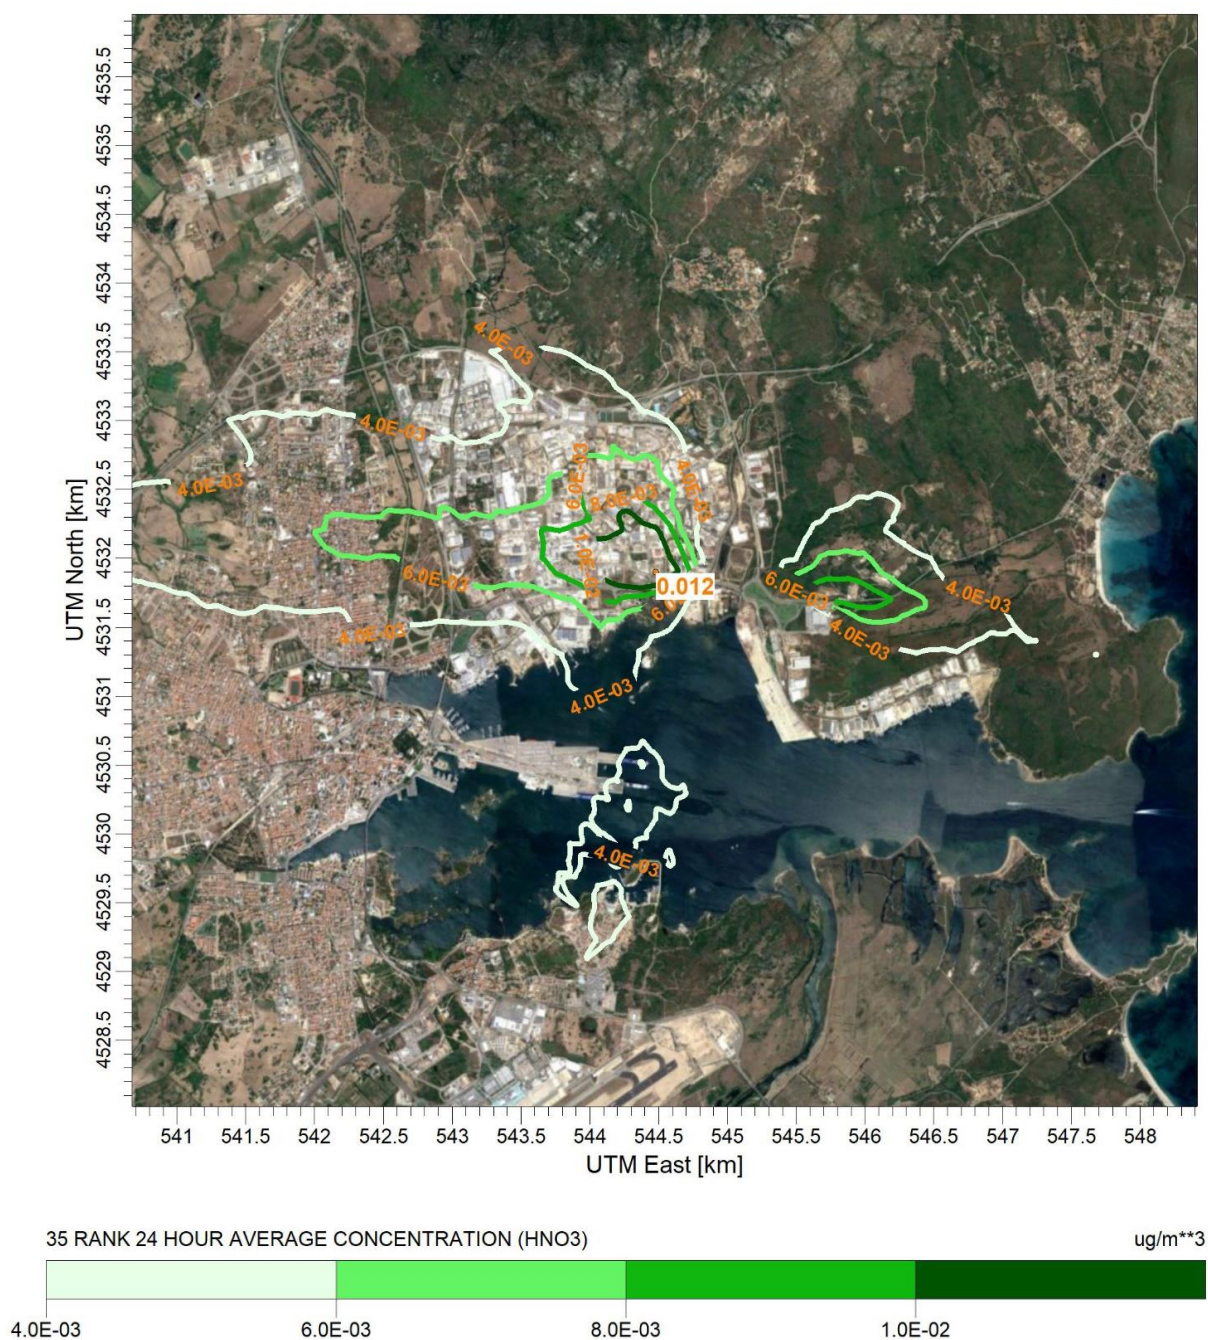 4535.5
4535
4534.5
4534
4533.5
4533
4532.5
4532
4531.5
4531
4530.5
4530
4529.5
4529
4528.5
UTM North [km]
4.0E-03
4.0E-03
4.0E-03
6.0E-03
8.0E-03
4.0E-03
6.0E-03
0.012
6.0E-03
4.0E-03
4.0E-03
4.0E-03
4.0E-03
4.0E-03
541 541.5 542 542.5 543 543.5 544 544.5 545 545.5 546 546.5 547 547.5 548
UTM East [km]
35 RANK 24 HOUR AVERAGE CONCENTRATION (HNO3) ug/m**3
4.0E-03 6.0E-03 8.0E-03 1.0E-02